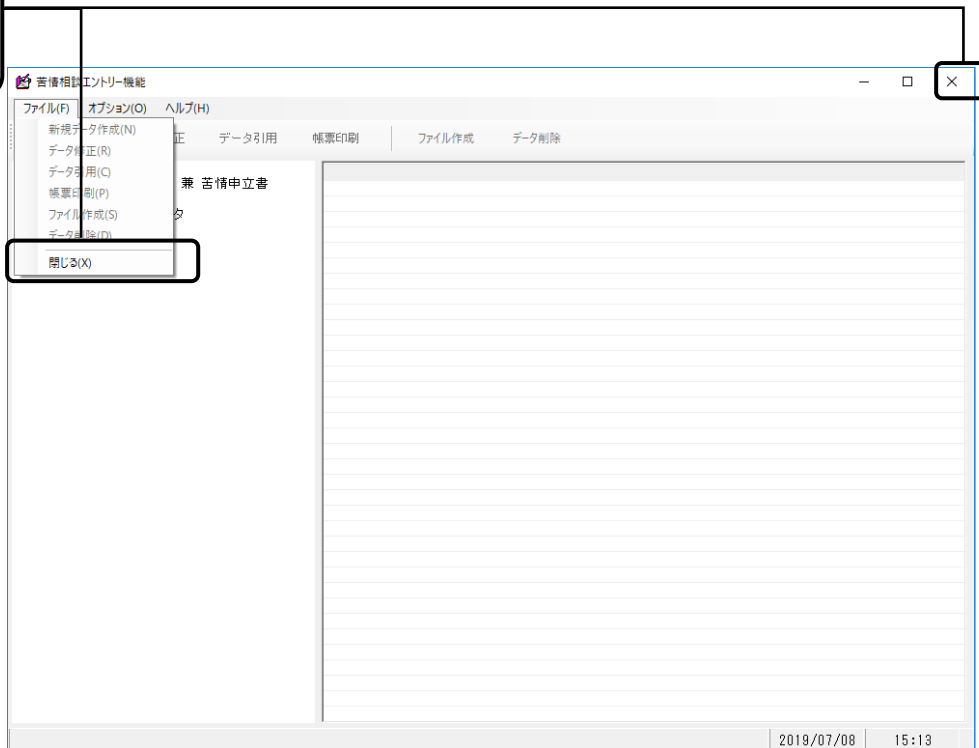 苦情相談エントリー機能
ファイル(F) オプション(O) ヘルプ(H)
正 データ引用 帳票印刷 ファイル作成 データ削除
新規データ作成(N)
データ修正(R)
データ引用(C)
帳票印刷(P)
ファイル作成(S)
データ削除(D)
閉じる(X)
兼 苦情申立書
タ
2019/07/08 15:13